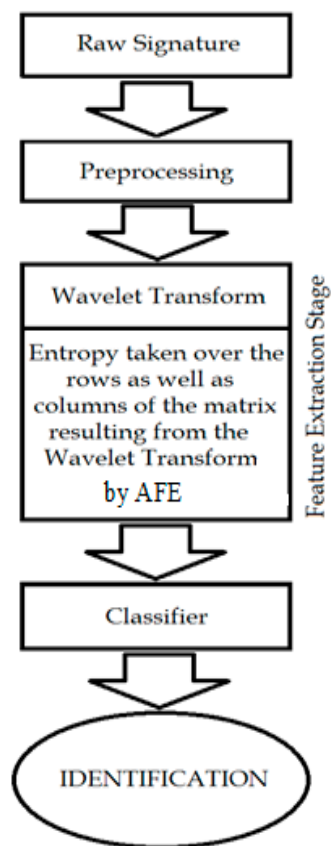 Raw Signature
Preprocessing
Wavelet Transform
Entropy taken over the
rows as well as
columns of the matrix
resulting from the
Wavelet Transform
by AFE
Feature Extraction Stage
Classifier
IDENTIFICATION